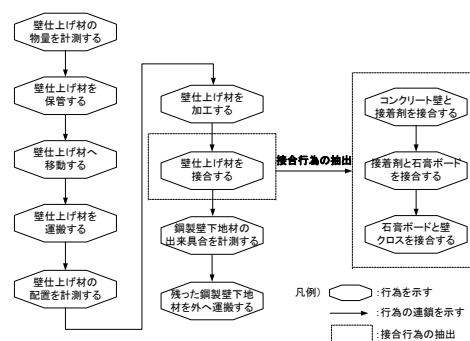 壁仕上げ材の
物量を計測する
壁仕上げ材を
保管する
壁仕上げ材へ
移動する
壁仕上げ材を
運搬する
壁仕上げ材の
配置を計測する
壁仕上げ材を
加工する
壁仕上げ材を
接合する
鋼製壁下地材の
出来具合を計測する
残った鋼製壁下地
材を外へ運搬する
接合行為の抽出
コンクリート壁と
接着剤を接合する
接着剤と石膏ボード
を接合する
石膏ボードと壁
クロスを接合する
凡例）
:行為を示す
:行為の連鎖を示す
:接合行為の抽出